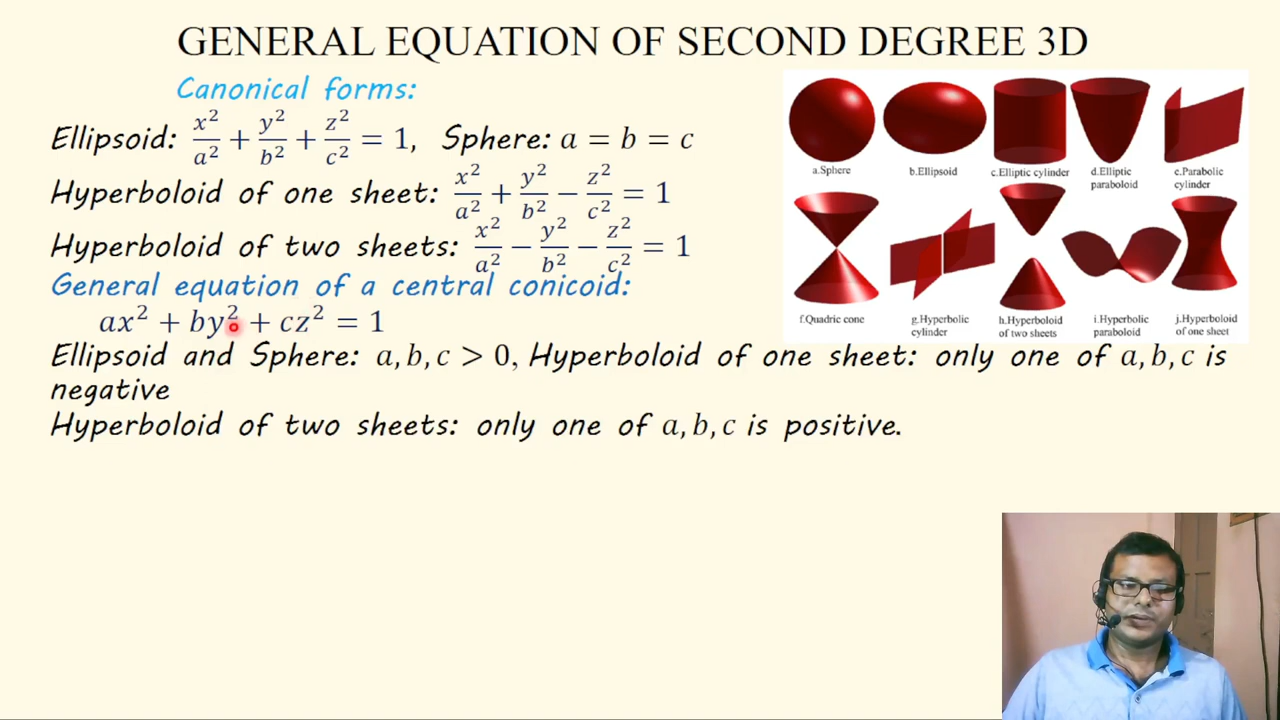 GENERAL EQUATION OF SECOND DEGREE 3D
Canonical forms:
Ellipsoid: x²/a² + y²/b² + z²/c² = 1, Sphere: a = b = c
Hyperboloid of one sheet: x²/a² + y²/b² − z²/c² = 1
Hyperboloid of two sheets: x²/a² − y²/b² − z²/c² = 1
General equation of a central conicoid:
ax² + by² + cz² = 1
Ellipsoid and Sphere: a, b, c > 0, Hyperboloid of one sheet: only one of a, b, c is
negative
Hyperboloid of two sheets: only one of a, b, c is positive.
a.Sphere
b.Ellipsoid
c.Elliptic cylinder
d.Elliptic
paraboloid
e.Parabolic
cylinder
f.Quadric cone
g.Hyperbolic
cylinder
h.Hyperboloid
of two sheets
i.Hyperbolic
paraboloid
j.Hyperboloid
of one sheet